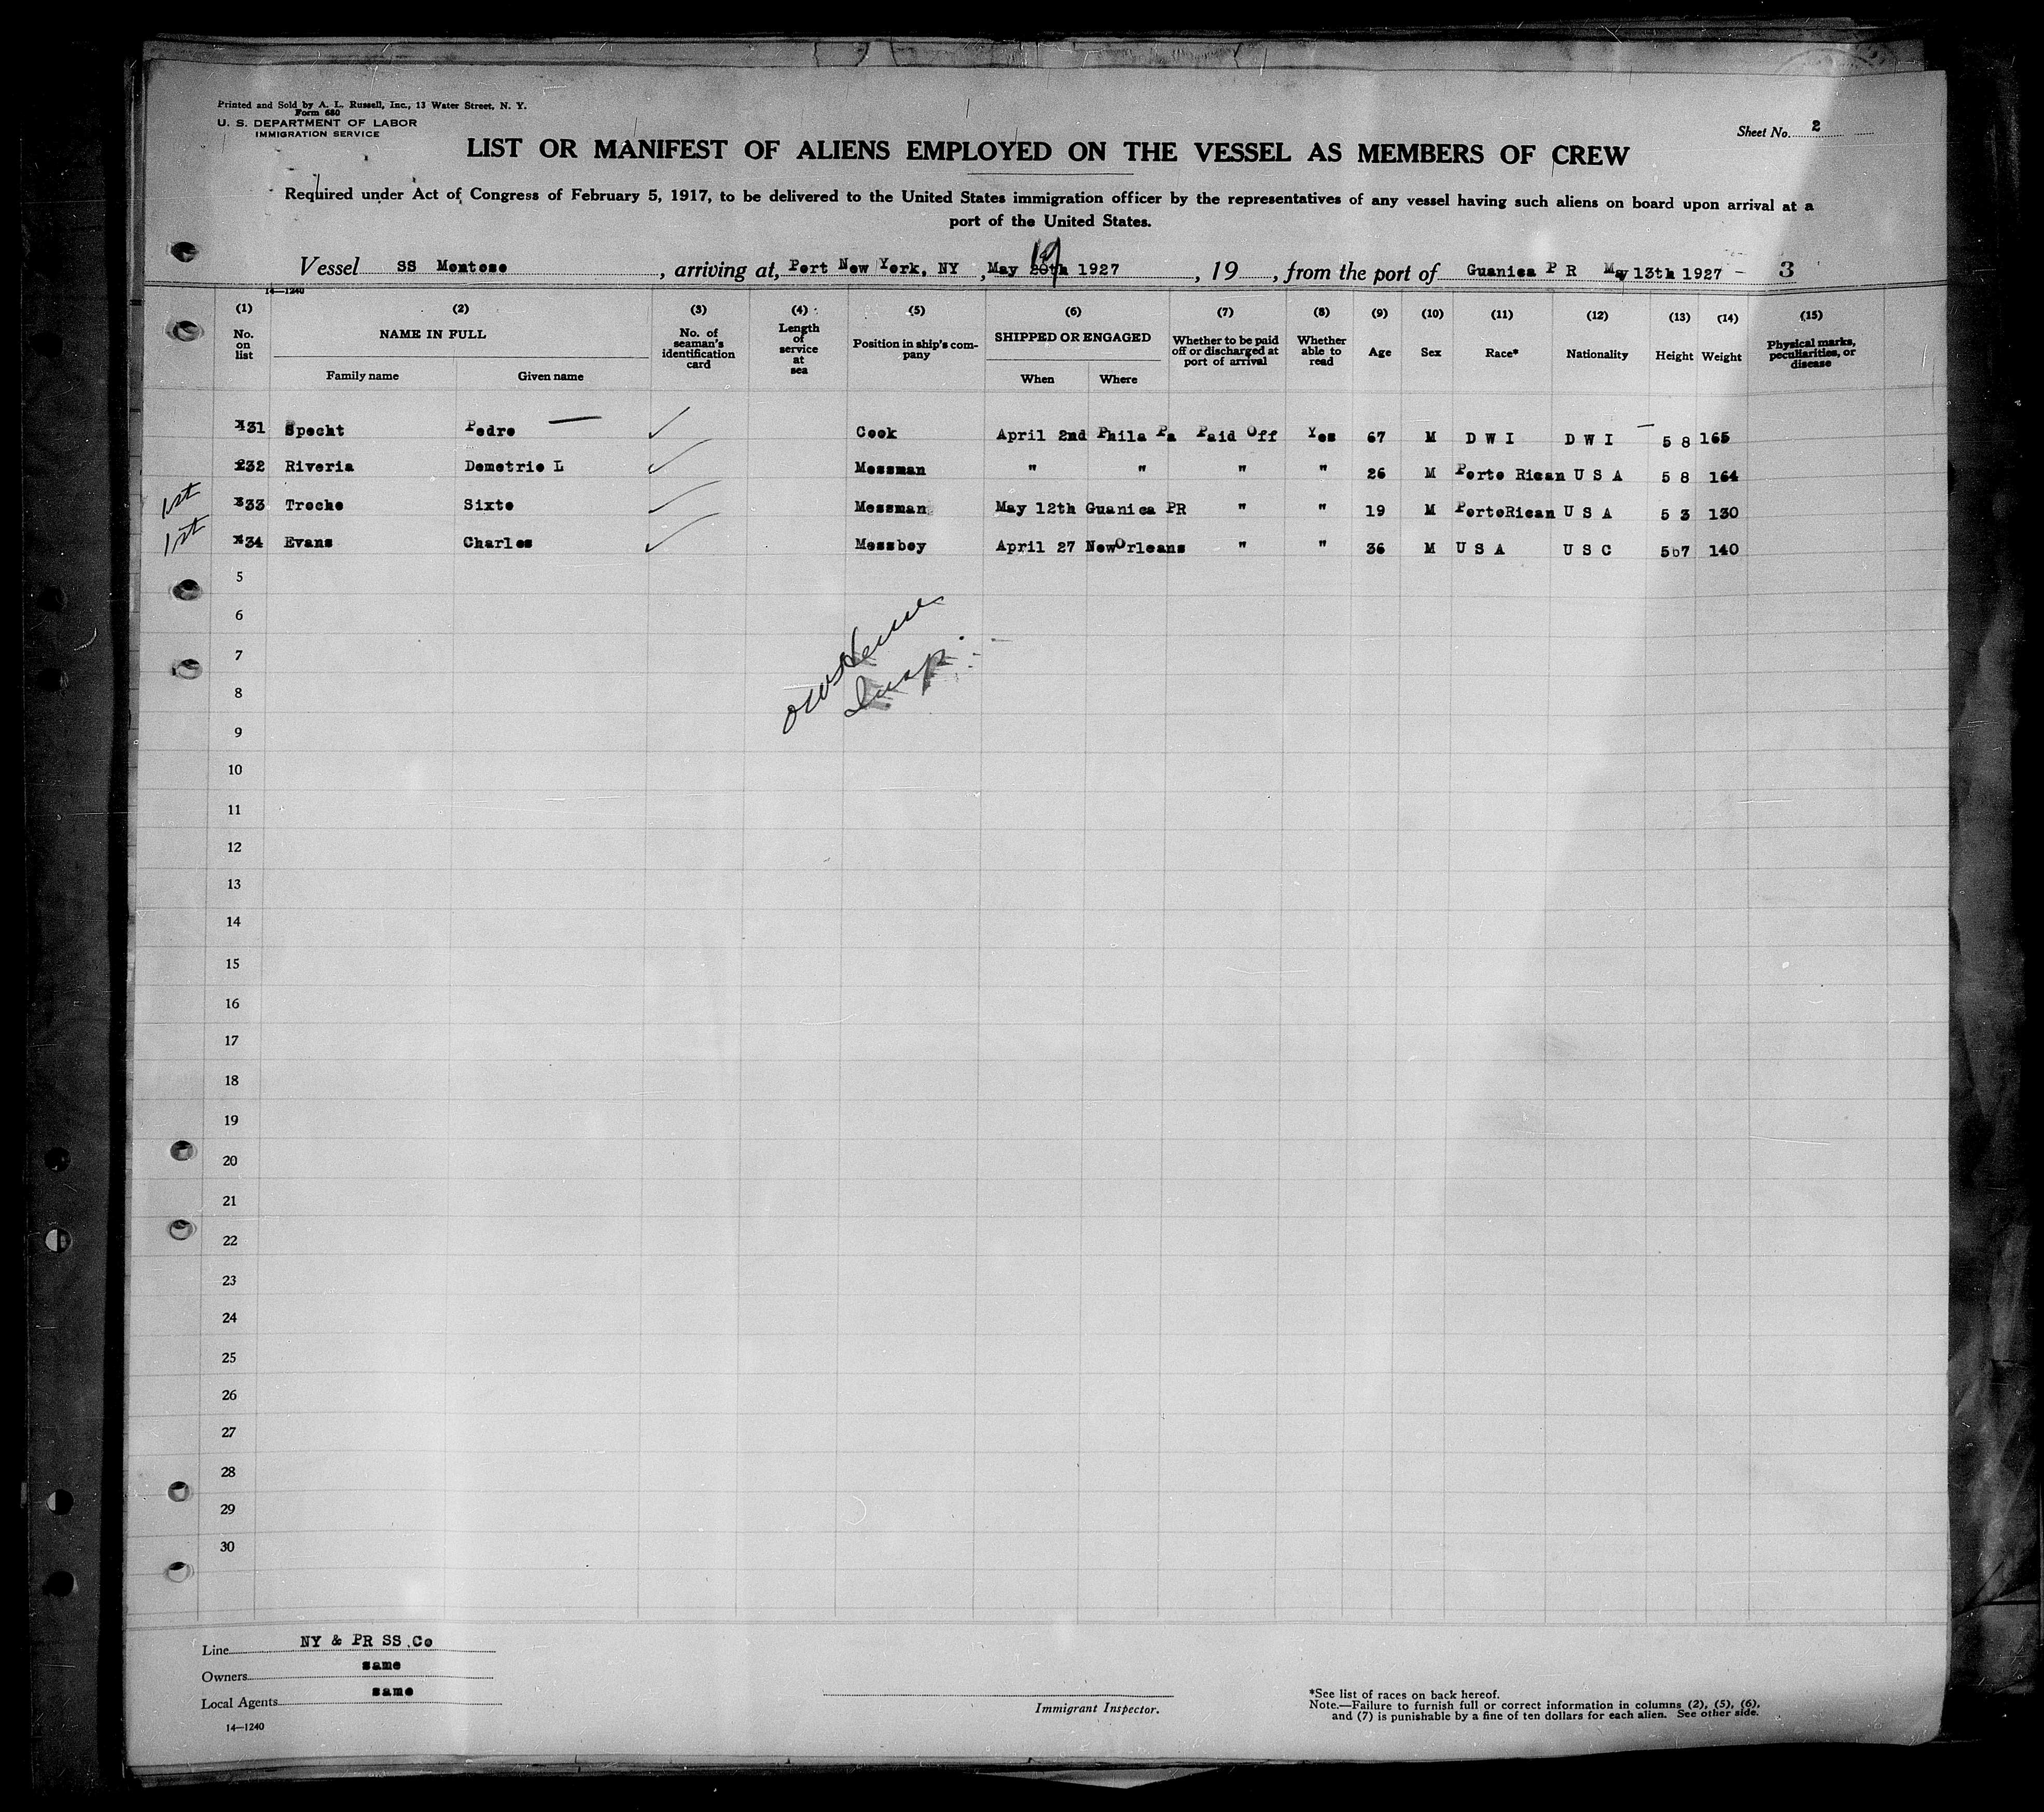 Printed and Sold by A. L. Russell, Inc., 13 Water Street, N. Y.
Form 680
U. S. DEPARTMENT OF LABOR
IMMIGRATION SERVICE
Sheet No. 2
LIST OR MANIFEST OF ALIENS EMPLOYED ON THE VESSEL AS MEMBERS OF CREW
Required under Act of Congress of February 5, 1917, to be delivered to the United States immigration officer by the representatives of any vessel having such aliens on board upon arrival at a
port of the United States.
19
Vessel SS Montoso, arriving at, Port New York, NY, May 20th 1927, 19, from the port of Guanica P R May 13th 1927 - 3
14—1240
(1) (2) (3) (4) (5) (6) (7) (8) (9) (10) (11) (12) (13) (14) (15)
No. on list
NAME IN FULL
Family name Given name
No. of seaman's identification card
Length of service at sea
Position in ship's company
SHIPPED OR ENGAGED
When Where
Whether to be paid off or discharged at port of arrival
Whether able to read
Age
Sex
Race*
Nationality
Height
Weight
Physical marks, peculiarities, or disease
31 Specht Pedro — ✓ Cook April 2nd Phila Pa Paid Off Yes 67 M D W I D W I 5 8 165
32 Riveria Demetrio L ✓ Messman " " " " 26 M Porto Rican U S A 5 8 164
1st 33 Troche Sixto ✓ Messman May 12th Guanica PR " " 19 M PortoRican U S A 5 3 130
1st 34 Evans Charles ✓ Messboy April 27 NewOrleans " " 36 M U S A U S C 5 7 140
5
6
7
8
9
10
11
12
13
14
15
16
17
18
19
20
21
22
23
24
25
26
27
28
29
30
Insp.
Line NY & PR SS Co
Owners same
Local Agents same
14—1240
Immigrant Inspector.
*See list of races on back hereof.
Note.—Failure to furnish full or correct information in columns (2), (5), (6),
and (7) is punishable by a fine of ten dollars for each alien. See other side.